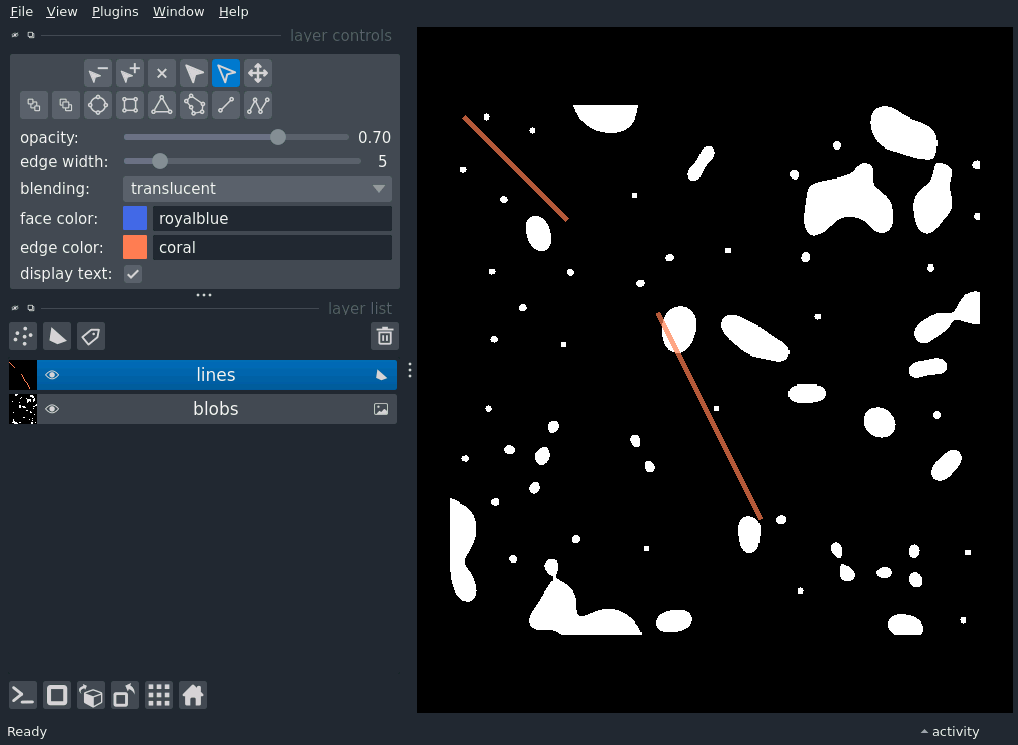 File View Plugins Window Help
layer controls
opacity: 0.70
edge width: 5
blending: translucent
face color: royalblue
edge color: coral
display text:
layer list
lines
blobs
Ready activity